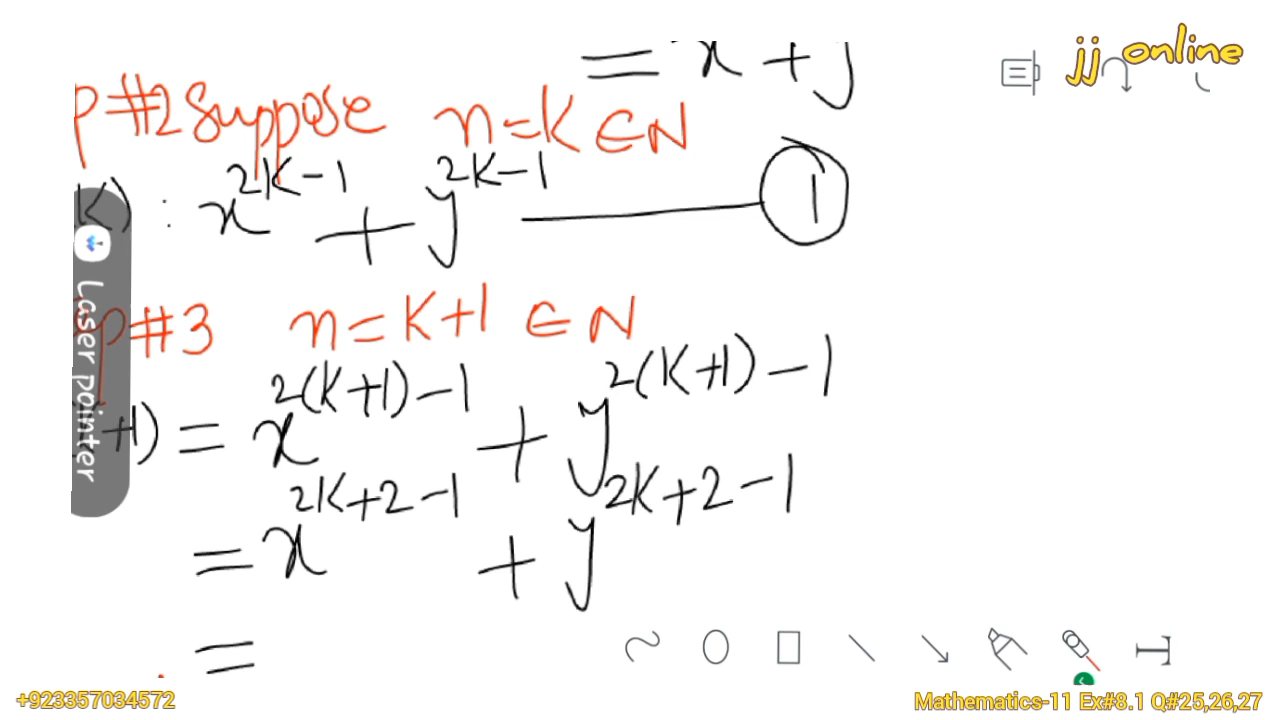 jj online
= x + y
p #2 Suppose n = K ∈ N
K) : x^{2K-1} + y^{2K-1} ——— ①
p #3 n = K+1 ∈ N
+1) = x^{2(K+1)-1} + y^{2(K+1)-1}
= x^{2K+2-1} + y^{2K+2-1}
=
Laser pointer
+923357034572
Mathematics-11 Ex#8.1 Q#25,26,27